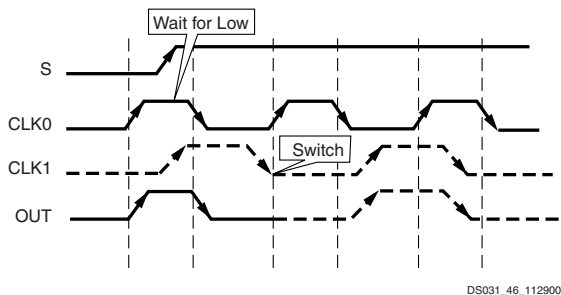 Wait for Low
S
CLK0
CLK1
Switch
OUT
DS031_46_112900